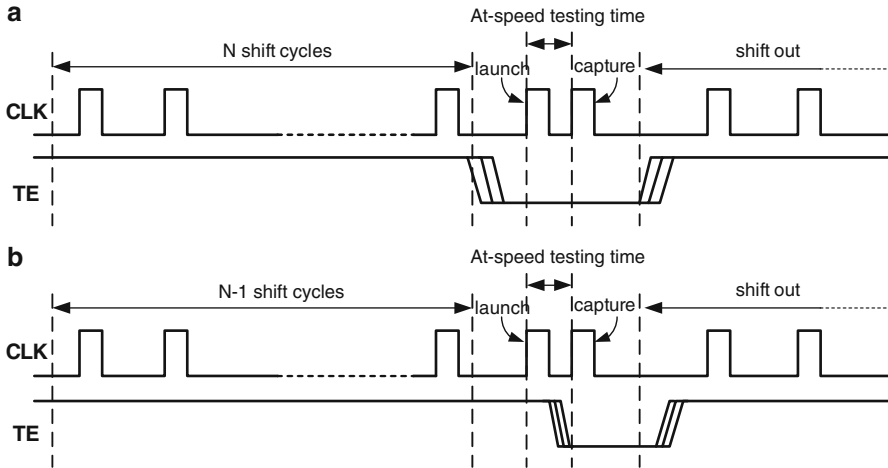 a
At-speed testing time
N shift cycles
launch
capture
shift out
CLK
TE
b
At-speed testing time
N-1 shift cycles
launch
capture
shift out
CLK
TE